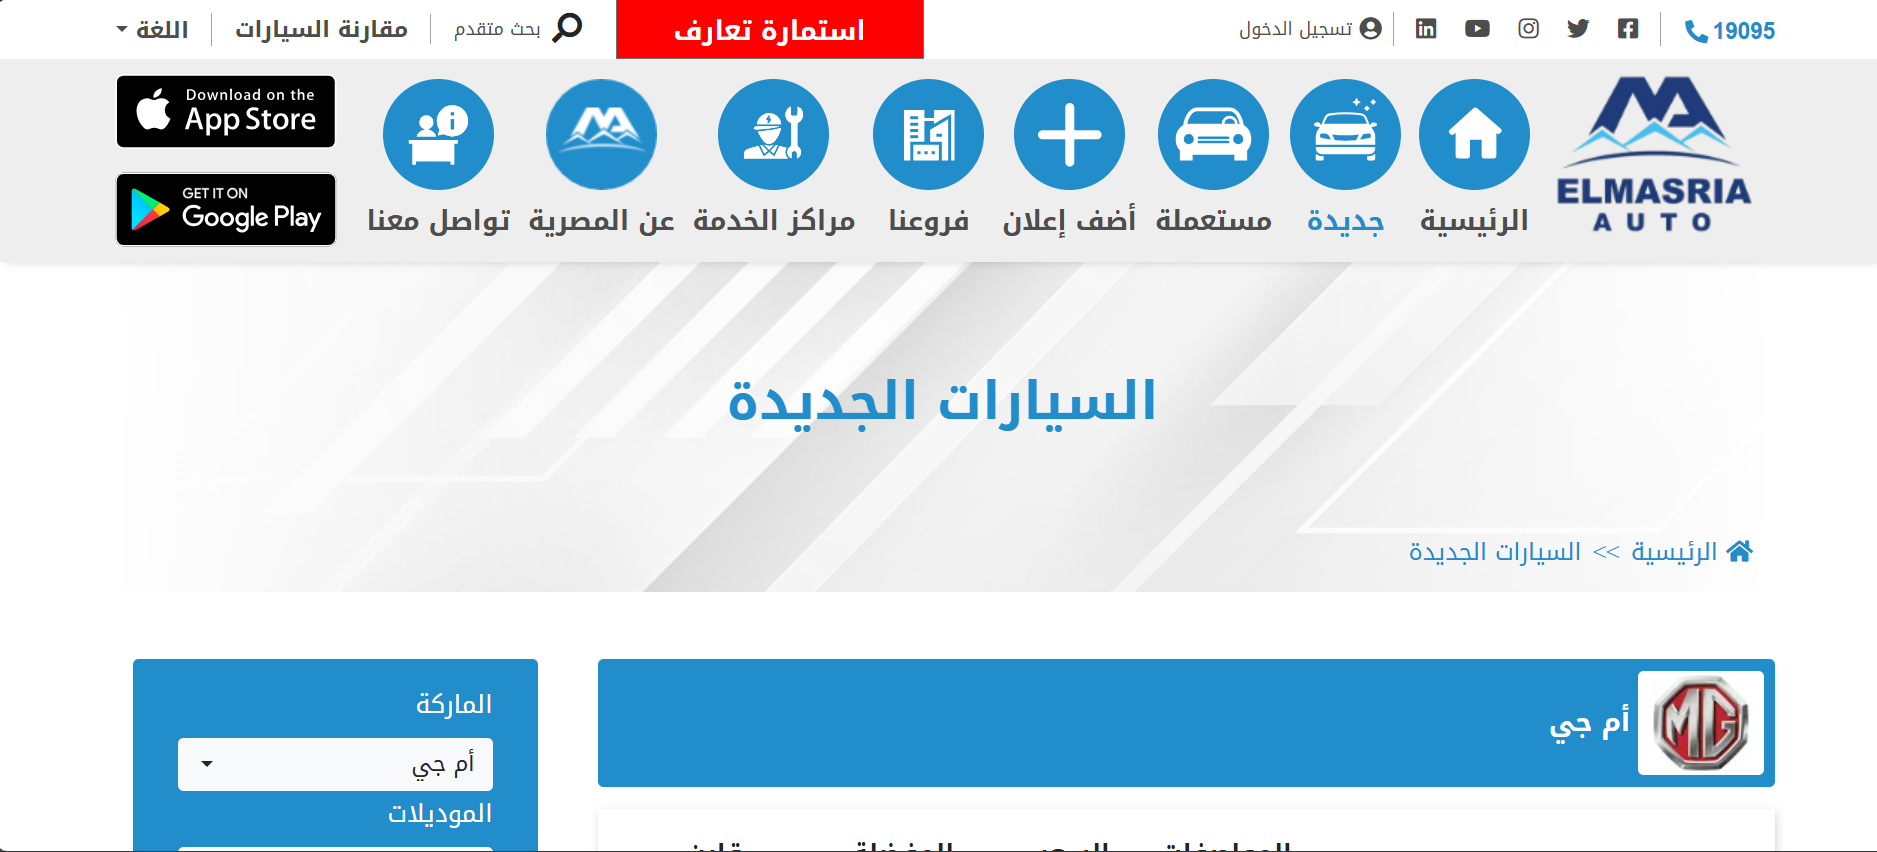 19095
تسجيل الدخول
استمارة تعارف
بحث متقدم
مقارنة السيارات
اللغة
ELMASRIA
AUTO
الرئيسية
جديدة
مستعملة
أضف إعلان
فروعنا
مراكز الخدمة
عن المصرية
تواصل معنا
Download on the
App Store
GET IT ON
Google Play
السيارات الجديدة
الرئيسية >> السيارات الجديدة
MG
أم جي
الماركة
أم جي
الموديلات